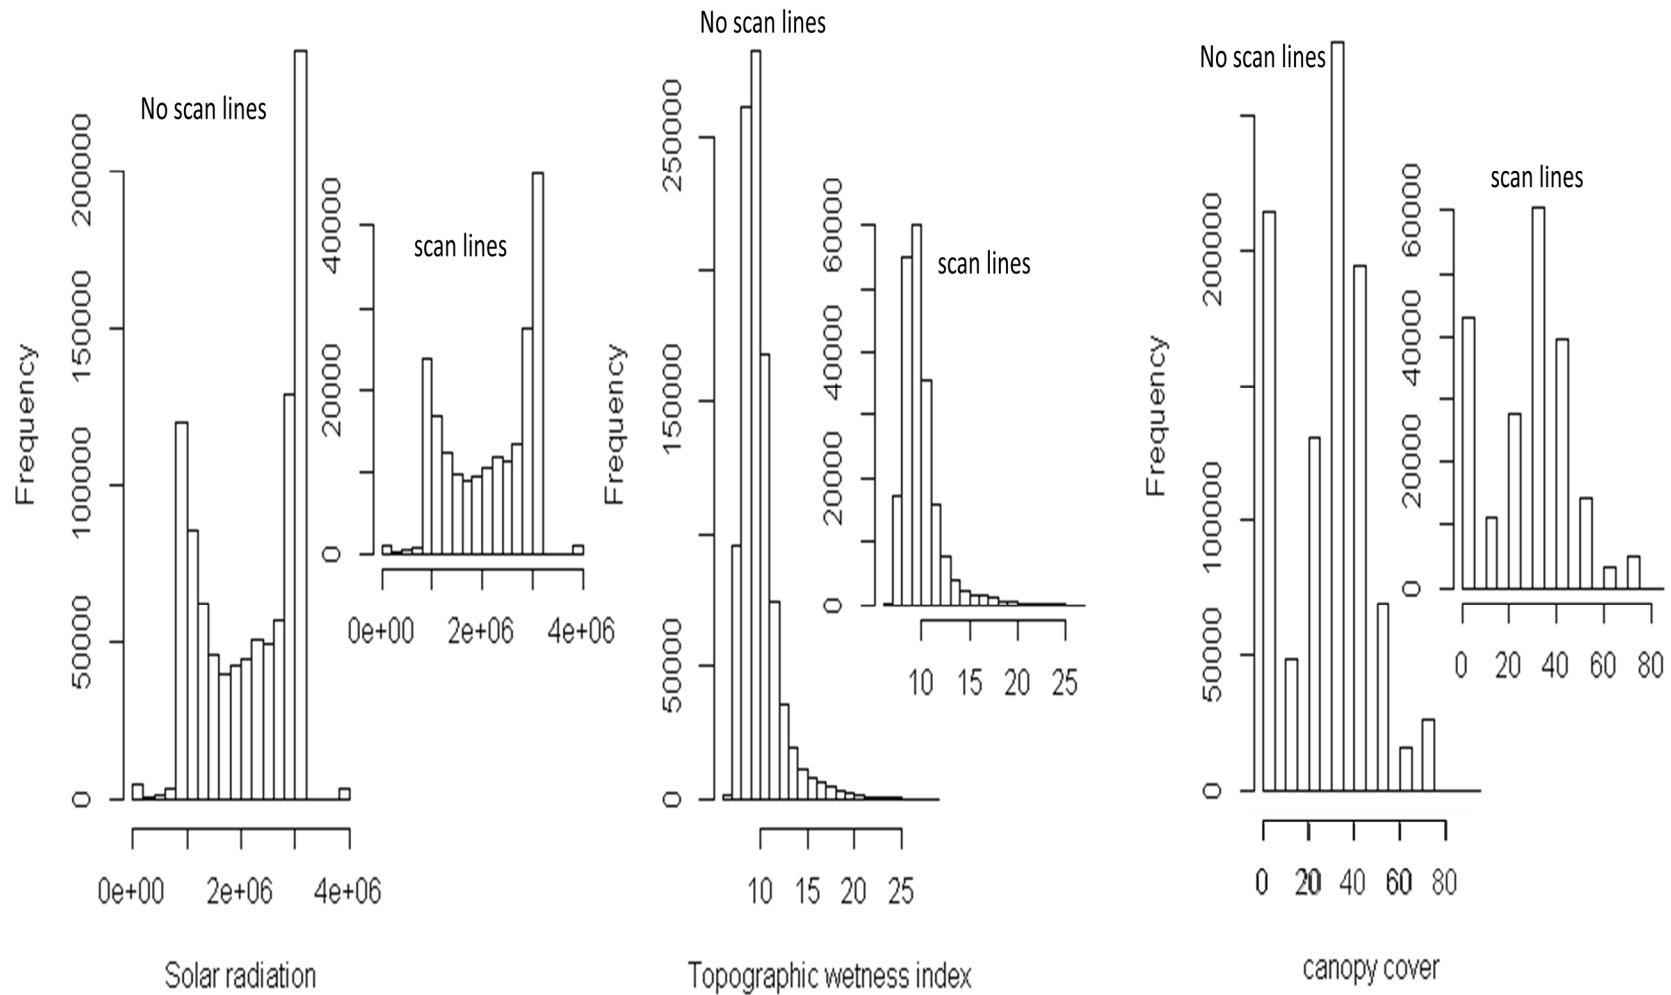 No scan lines
Frequency
0
50000
100000
150000
200000
0e+00 2e+06 4e+06
Solar radiation
scan lines
0
20000
40000
0e+00 2e+06 4e+06
No scan lines
Frequency
0
50000
150000
250000
10 15 20 25
Topographic wetness index
scan lines
0
20000
40000
60000
10 15 20 25
No scan lines
Frequency
0
50000
100000
200000
0 20 40 60 80
canopy cover
scan lines
0
20000
40000
60000
0 20 40 60 80